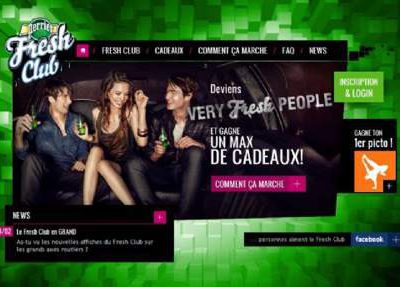 Perrier
Fresh
Club
FRESH CLUB / CADEAUX / COMMENT ÇA MARCHE / FAQ / NEWS
INSCRIPTION
& LOGIN
Deviens
VERY Fresh PEOPLE
ET GAGNE
UN MAX
DE CADEAUX!
COMMENT ÇA MARCHE +
GAGNE TON
1er picto !
NEWS +
/02 Le Fresh Club en GRAND
As-tu vu les nouvelles affiches du Fresh Club sur
les grands axes routiers ?
personnes aiment le Fresh Club facebook +